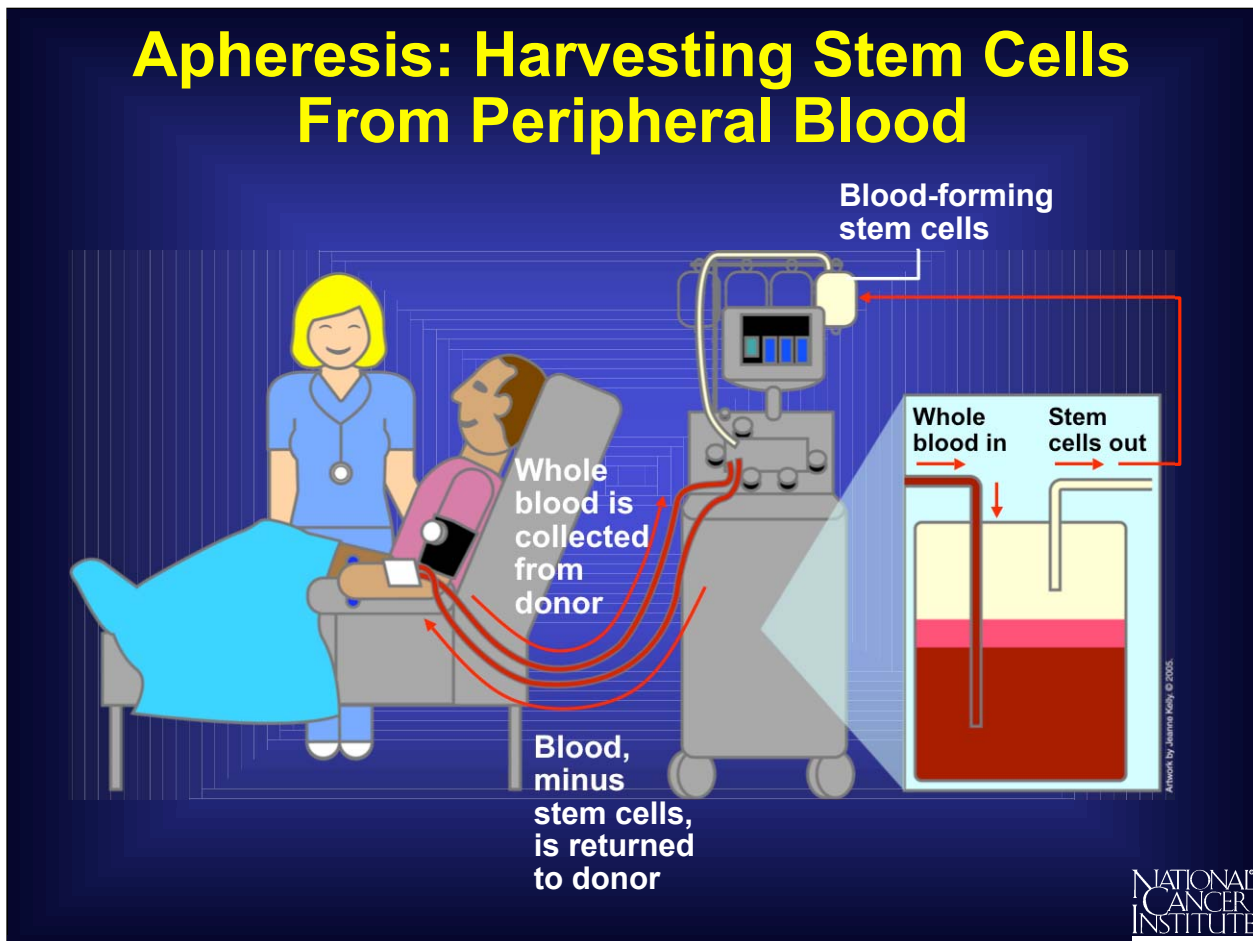 Apheresis: Harvesting Stem Cells
From Peripheral Blood
Blood-forming
stem cells
Whole
blood in
Stem
cells out
Whole
blood is
collected
from
donor
Blood,
minus
stem cells,
is returned
to donor
Artwork by Jeanne Kelly. © 2005.
NATIONAL®
CANCER
INSTITUTE